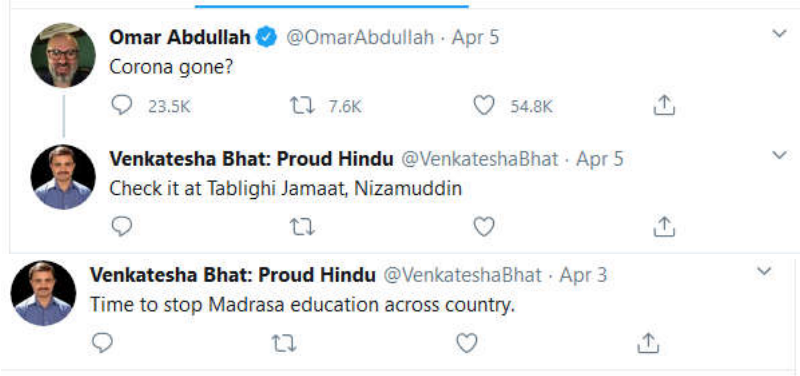 Omar Abdullah @OmarAbdullah · Apr 5
Corona gone?
23.5K 7.6K 54.8K
Venkatesha Bhat: Proud Hindu @VenkateshaBhat · Apr 5
Check it at Tablighi Jamaat, Nizamuddin
Venkatesha Bhat: Proud Hindu @VenkateshaBhat · Apr 3
Time to stop Madrasa education across country.